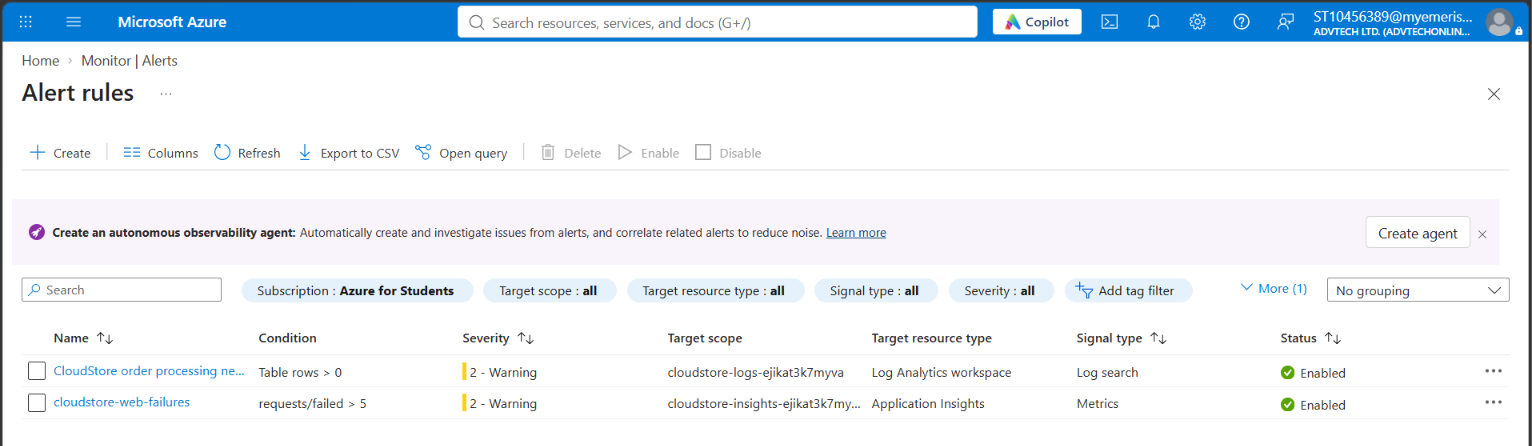 Microsoft Azure
Search resources, services, and docs (G+/)
Copilot
ST10456389@myemeris...
ADVTECH LTD. (ADVTECHONLIN...
Home > Monitor | Alerts
Alert rules ...
Create
Columns
Refresh
Export to CSV
Open query
Delete
Enable
Disable
Create an autonomous observability agent: Automatically create and investigate issues from alerts, and correlate related alerts to reduce noise. Learn more
Create agent
Search
Subscription : Azure for Students
Target scope : all
Target resource type : all
Signal type : all
Severity : all
Add tag filter
More (1)
No grouping
Name Condition Severity Target scope Target resource type Signal type Status
CloudStore order processing ne... Table rows > 0 2 - Warning cloudstore-logs-ejikat3k7myva Log Analytics workspace Log search Enabled
cloudstore-web-failures requests/failed > 5 2 - Warning cloudstore-insights-ejikat3k7my... Application Insights Metrics Enabled